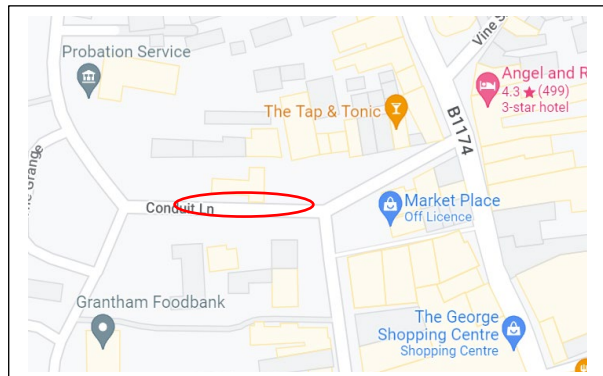 Probation Service
Vine S
Angel and R
4.3 ★ (499)
3-star hotel
The Tap & Tonic
B1174
Grange
Conduit Ln
Market Place
Off Licence
Grantham Foodbank
The George
Shopping Centre
Shopping Centre